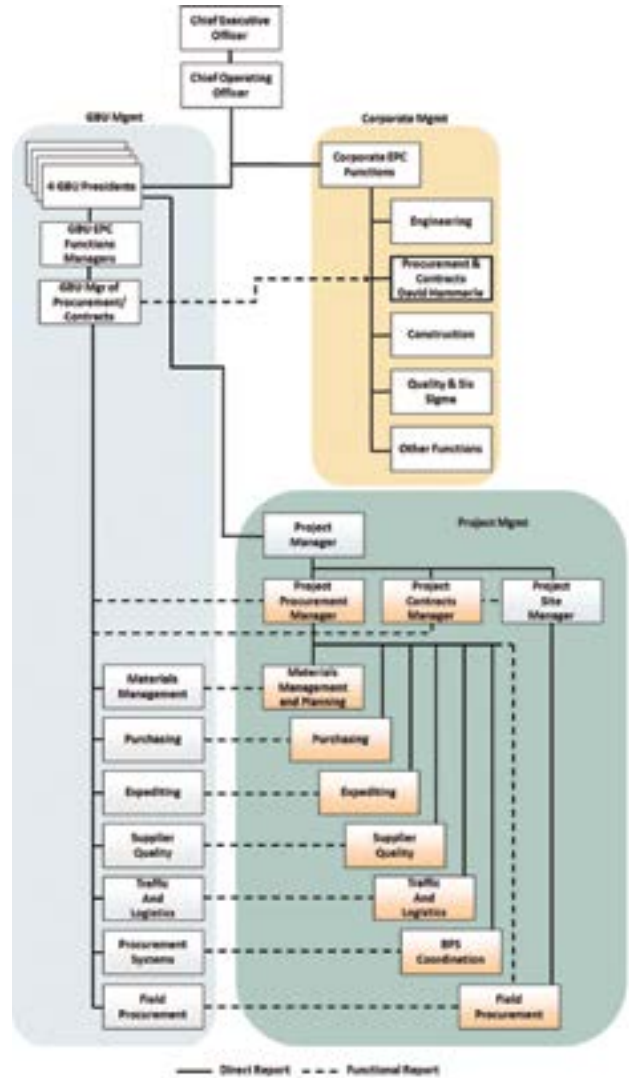 Chief Executive
Officer
Chief Operating
Officer
GBU Mgmt
Corporate Mgmt
4 GBU Presidents
Corporate EPC
Functions
GBU EPC
Functions
Managers
Engineering
GBU Mgr of
Procurement/
Contracts
Procurement &
Contracts
David Hammerle
Construction
Quality & Six
Sigma
Other Functions
Project
Manager
Project Mgmt
Project
Procurement
Manager
Project
Contracts
Manager
Project
Site
Manager
Materials
Management
Materials
Management
and Planning
Purchasing
Purchasing
Expediting
Expediting
Supplier
Quality
Supplier
Quality
Traffic
And
Logistics
Traffic
And
Logistics
Procurement
Systems
BPS
Coordination
Field
Procurement
Field
Procurement
Direct Report
Functional Report